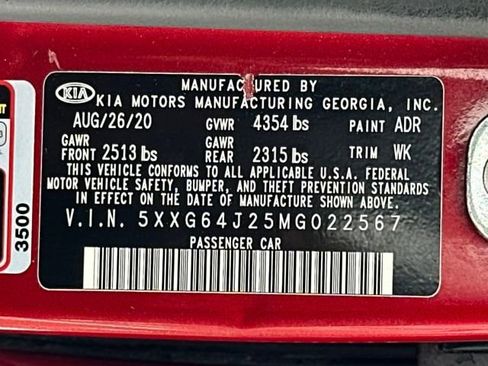 MANUFACTURED BY
KIA KIA MOTORS MANUFACTURING GEORGIA, INC.
AUG/26/20 GVWR 4354 lbs PAINT ADR
GAWR FRONT 2513 lbs GAWR REAR 2315 lbs TRIM WK
THIS VEHICLE CONFORMS TO ALL APPLICABLE U.S.A. FEDERAL
MOTOR VEHICLE SAFETY, BUMPER, AND THEFT PREVENTION STANDARDS
IN EFFECT ON THE DATE OF MANUFACTURE SHOWN ABOVE.
V.I.N. 5XXG64J25MG022567
PASSENGER CAR
3500